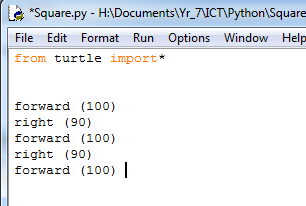 *Square.py - H:\Documents\Yr_7\ICT\Python\Square
File Edit Format Run Options Window Help
from turtle import*
forward (100)
right (90)
forward (100)
right (90)
forward (100)